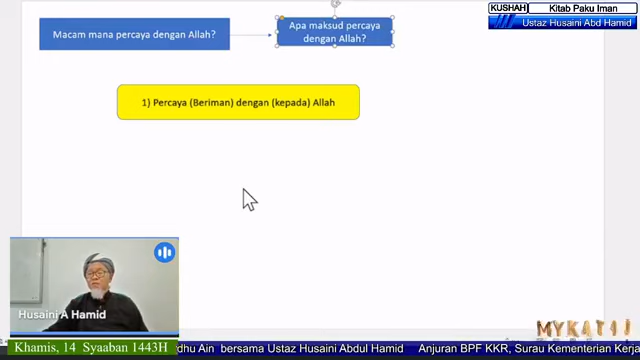 KUSHAH Kitab Paku Iman
Ustaz Husaini Abd Hamid
Macam mana percaya dengan Allah?
Apa maksud percaya
dengan Allah?
1) Percaya (Beriman) dengan (kepada) Allah
Husaini A Hamid
MYKATIJ
Khamis, 14 Syaaban 1443H
rdhu Ain bersama Ustaz Husaini Abdul Hamid Anjuran BPF KKR, Surau Kementerian Kerja